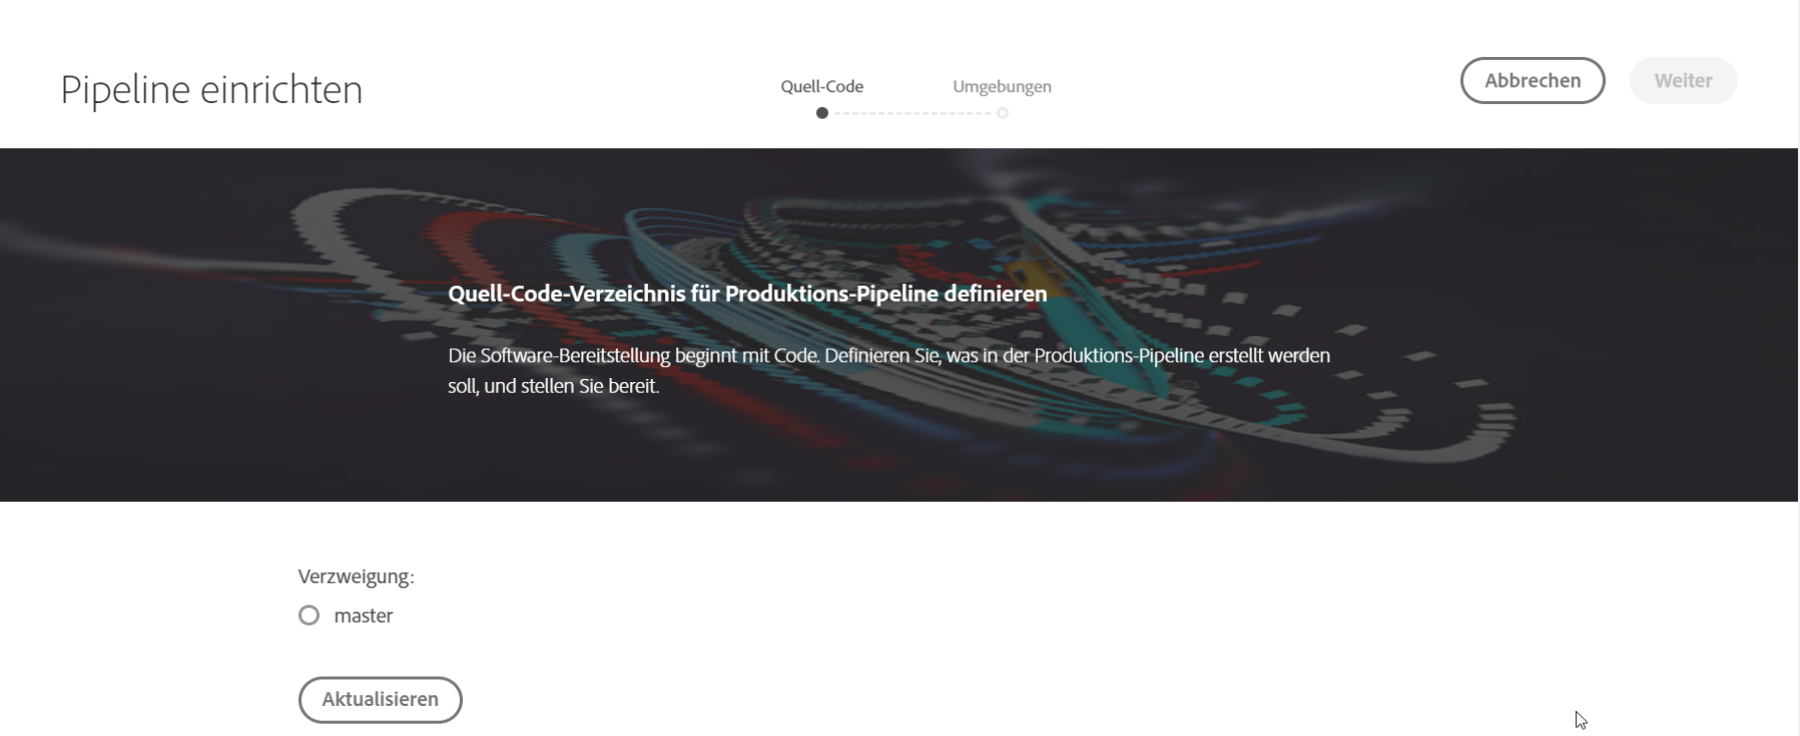 Pipeline einrichten
Quell-Code
Umgebungen
Abbrechen
Weiter
Quell-Code-Verzeichnis für Produktions-Pipeline definieren
Die Software-Bereitstellung beginnt mit Code. Definieren Sie, was in der Produktions-Pipeline erstellt werden
soll, und stellen Sie bereit.
Verzweigung:
master
Aktualisieren